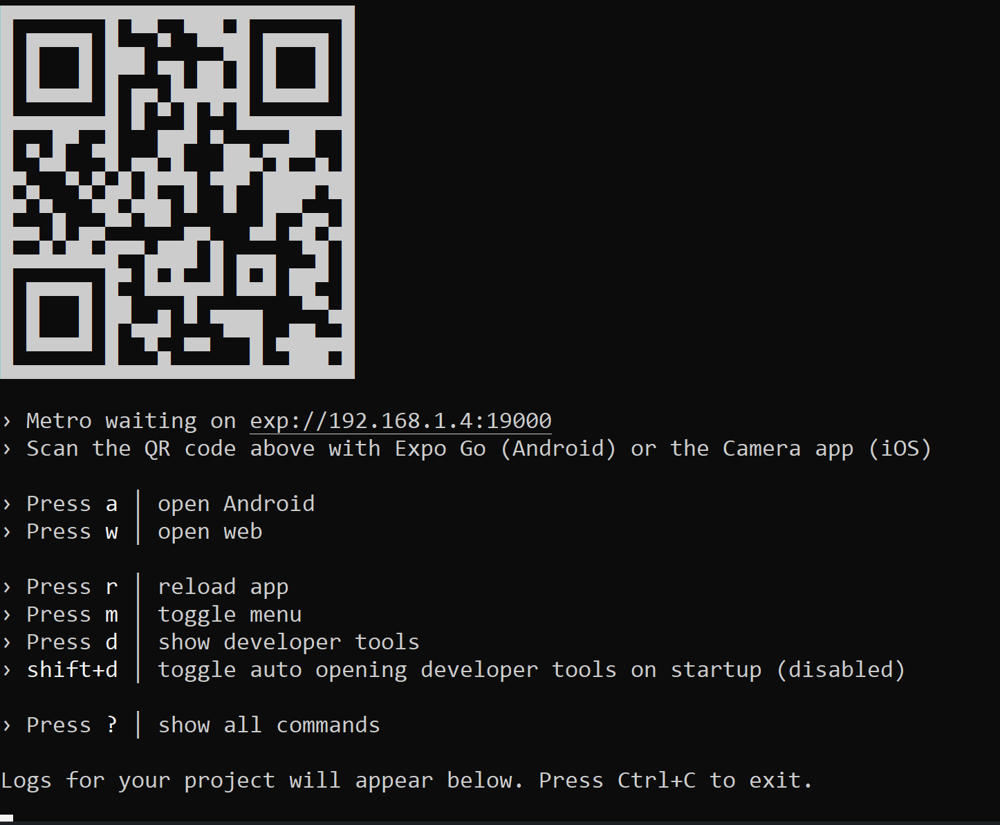 › Metro waiting on exp://192.168.1.4:19000
› Scan the QR code above with Expo Go (Android) or the Camera app (iOS)
› Press a │ open Android
› Press w │ open web
› Press r │ reload app
› Press m │ toggle menu
› Press d │ show developer tools
› shift+d │ toggle auto opening developer tools on startup (disabled)
› Press ? │ show all commands
Logs for your project will appear below. Press Ctrl+C to exit.